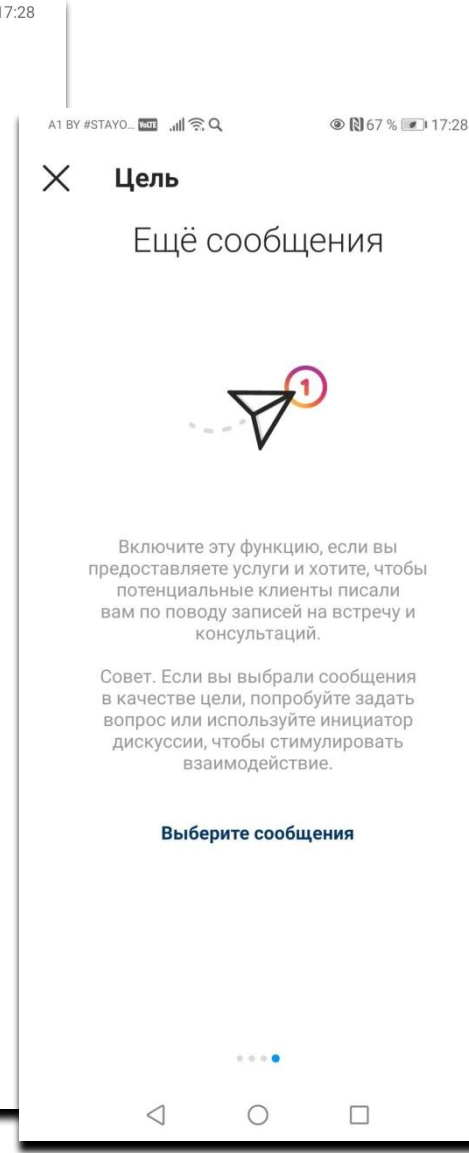 17:28
A1 BY #STAYO... VoLTE 67 % 17:28
Цель
Ещё сообщения
1
Включите эту функцию, если вы
предоставляете услуги и хотите, чтобы
потенциальные клиенты писали
вам по поводу записей на встречу и
консультаций.
Совет. Если вы выбрали сообщения
в качестве цели, попробуйте задать
вопрос или используйте инициатор
дискуссии, чтобы стимулировать
взаимодействие.
Выберите сообщения